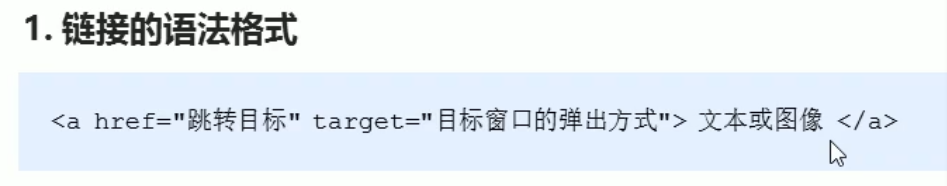 1. 链接的语法格式
<a href="跳转目标" target="目标窗口的弹出方式"> 文本或图像 </a>